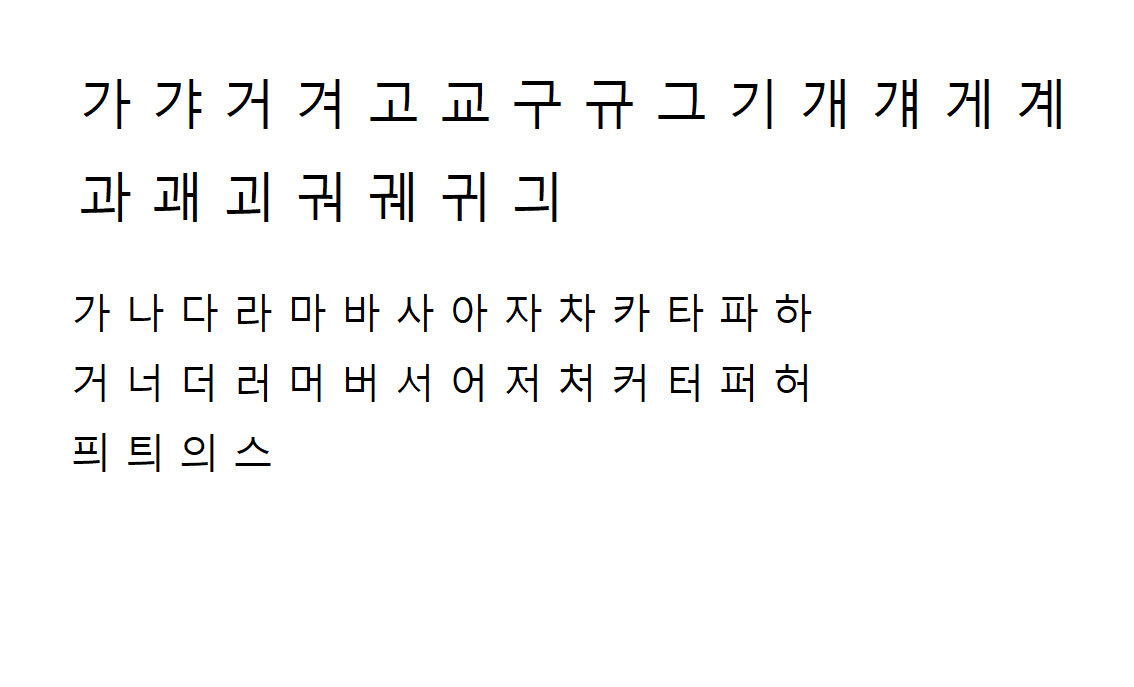 가 갸 거 겨 고 교 구 규 그 기 개 걔 게 계
과 괘 괴 궈 궤 귀 긔
가 나 다 라 마 바 사 아 자 차 카 타 파 하
거 너 더 러 머 버 서 어 저 처 커 터 퍼 허
픠 틔 의 스